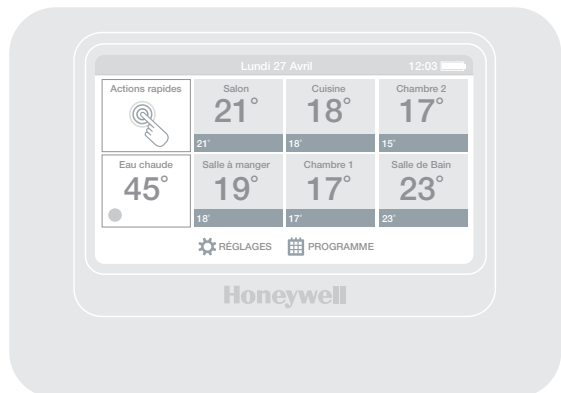 Lundi 27 Avril 12:03
Actions rapides
Salon
21°
21°
Cuisine
18°
18°
Chambre 2
17°
15°
Eau chaude
45°
Salle à manger
19°
18°
Chambre 1
17°
17°
Salle de Bain
23°
23°
RÉGLAGES
PROGRAMME
Honeywell